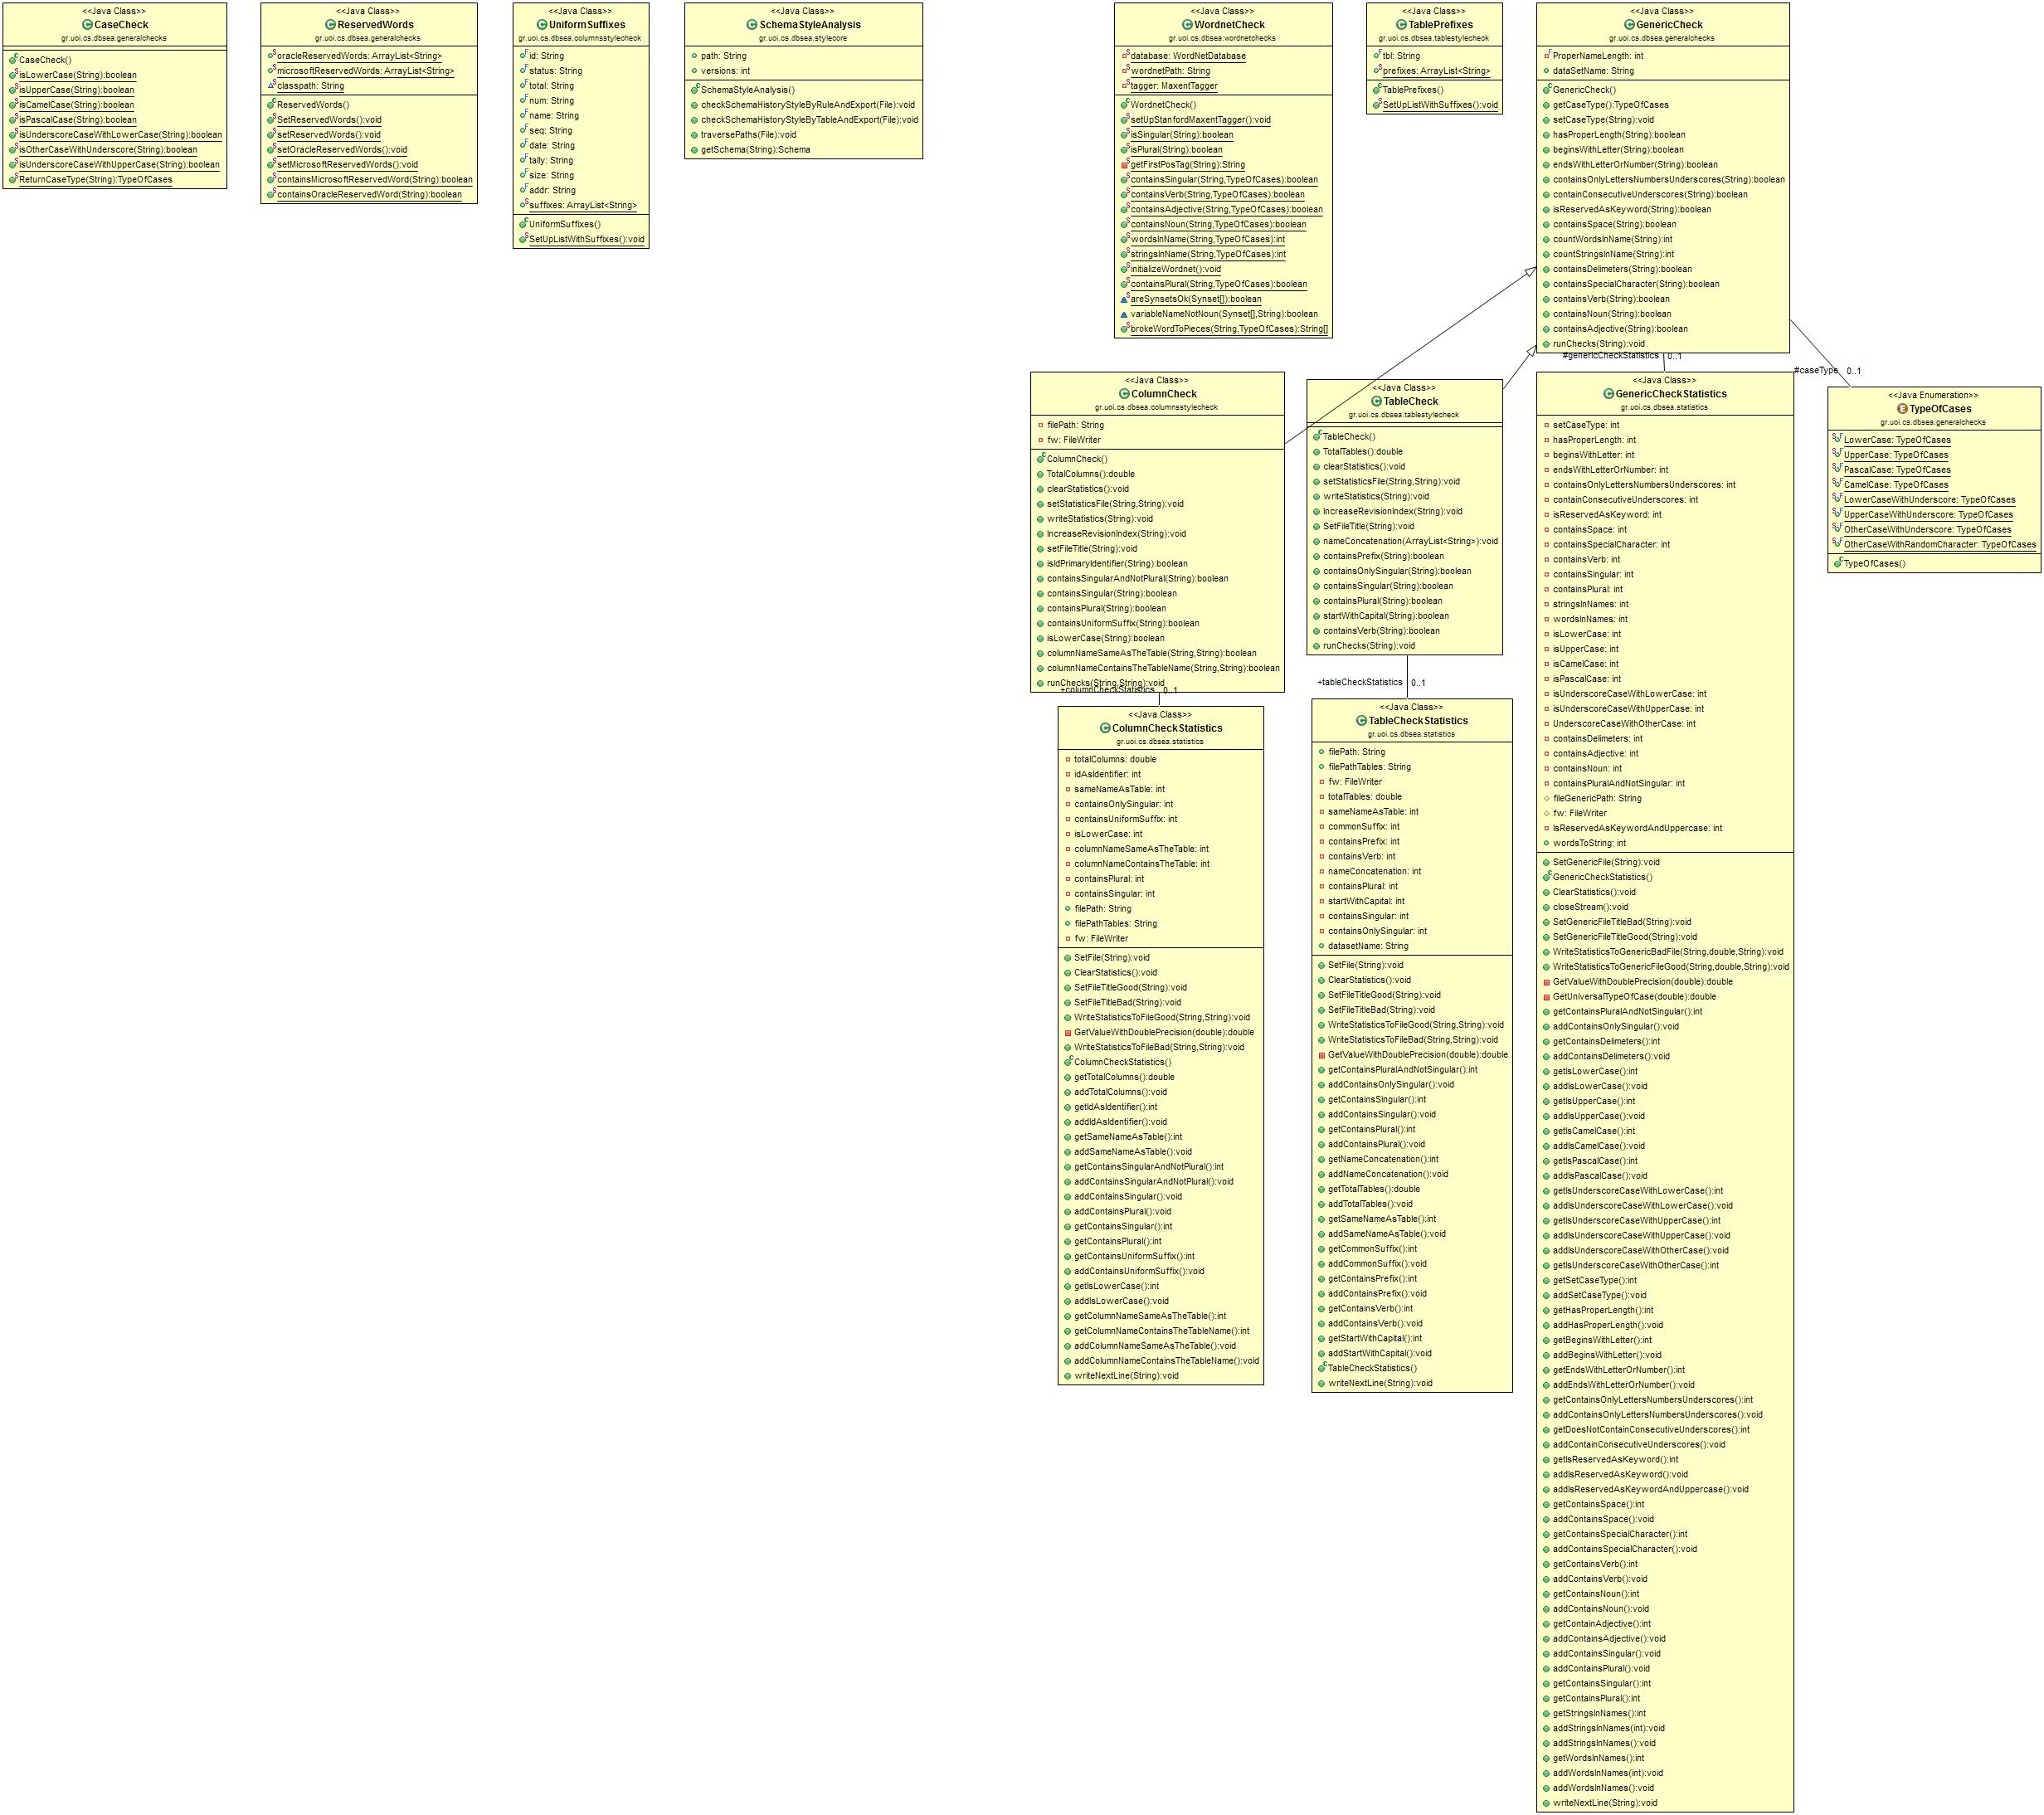 <<Java Class>>
CaseCheck
gr.uoi.cs.dbsea.generalchecks
CaseCheck()
isLowerCase(String):boolean
isUpperCase(String):boolean
isCamelCase(String):boolean
isPascalCase(String):boolean
isUnderscoreCaseWithLowerCase(String):boolean
isOtherCaseWithUnderscore(String):boolean
isUnderscoreCaseWithUpperCase(String):boolean
ReturnCaseType(String):TypeOfCases
<<Java Class>>
ReservedWords
gr.uoi.cs.dbsea.generalchecks
oracleReservedWords: ArrayList<String>
microsoftReservedWords: ArrayList<String>
classpath: String
ReservedWords()
SetReservedWords():void
setReservedWords():void
setOracleReservedWords():void
setMicrosoftReservedWords():void
containsMicrosoftReservedWord(String):boolean
containsOracleReservedWord(String):boolean
<<Java Class>>
UniformSuffixes
gr.uoi.cs.dbsea.columnsstylecheck
id: String
status: String
total: String
num: String
name: String
seq: String
date: String
tally: String
size: String
addr: String
suffixes: ArrayList<String>
UniformSuffixes()
SetUpListWithSuffixes():void
<<Java Class>>
SchemaStyleAnalysis
gr.uoi.cs.dbsea.stylecore
path: String
versions: int
SchemaStyleAnalysis()
checkSchemaHistoryStyleByRuleAndExport(File):void
checkSchemaHistoryStyleByTableAndExport(File):void
traversePaths(File):void
getSchema(String):Schema
<<Java Class>>
WordnetCheck
gr.uoi.cs.dbsea.wordnetchecks
database: WordNetDatabase
wordnetPath: String
tagger: MaxentTagger
WordnetCheck()
setUpStanfordMaxentTagger():void
isSingular(String):boolean
isPlural(String):boolean
getFirstPosTag(String):String
containsSingular(String,TypeOfCases):boolean
containsVerb(String,TypeOfCases):boolean
containsAdjective(String,TypeOfCases):boolean
containsNoun(String,TypeOfCases):boolean
wordsInName(String,TypeOfCases):int
stringsInName(String,TypeOfCases):int
initializeWordnet():void
containsPlural(String,TypeOfCases):boolean
areSynsetsOk(Synset[]):boolean
variableNameNotNoun(Synset[],String):boolean
brokeWordToPieces(String,TypeOfCases):String[]
<<Java Class>>
TablePrefixes
gr.uoi.cs.dbsea.tablestylecheck
tbl: String
prefixes: ArrayList<String>
TablePrefixes()
SetUpListWithSuffixes():void
<<Java Class>>
GenericCheck
gr.uoi.cs.dbsea.generalchecks
ProperNameLength: int
dataSetName: String
GenericCheck()
getCaseType():TypeOfCases
setCaseType(String):void
hasProperLength(String):boolean
beginsWithLetter(String):boolean
endsWithLetterOrNumber(String):boolean
containsOnlyLettersNumbersUnderscores(String):boolean
containConsecutiveUnderscores(String):boolean
isReservedAsKeyword(String):boolean
containsSpace(String):boolean
countWordsInName(String):int
countStringsInName(String):int
containsDelimeters(String):boolean
containsSpecialCharacter(String):boolean
containsVerb(String):boolean
containsNoun(String):boolean
containsAdjective(String):boolean
runChecks(String):void
#genericCheckStatistics 0..1
#caseType 0..1
<<Java Class>>
ColumnCheck
gr.uoi.cs.dbsea.columnsstylecheck
filePath: String
fw: FileWriter
ColumnCheck()
TotalColumns():double
clearStatistics():void
setStatisticsFile(String,String):void
writeStatistics(String):void
IncreaseRevisionIndex(String):void
setFileTitle(String):void
isIdPrimaryIdentifier(String):boolean
containsSingularAndNotPlural(String):boolean
containsSingular(String):boolean
containsPlural(String):boolean
containsUniformSuffix(String):boolean
isLowerCase(String):boolean
columnNameSameAsTheTable(String,String):boolean
columnNameContainsTheTableName(String,String):boolean
runChecks(String,String):void
+columnCheckStatistics 0..1
<<Java Class>>
TableCheck
gr.uoi.cs.dbsea.tablestylecheck
TableCheck()
TotalTables():double
clearStatistics():void
setStatisticsFile(String,String):void
writeStatistics(String):void
IncreaseRevisionIndex(String):void
SetFileTitle(String):void
nameConcatenation(ArrayList<String>):void
containsPrefix(String):boolean
containsOnlySingular(String):boolean
containsSingular(String):boolean
containsPlural(String):boolean
startWithCapital(String):boolean
containsVerb(String):boolean
runChecks(String):void
+tableCheckStatistics 0..1
<<Java Class>>
GenericCheckStatistics
gr.uoi.cs.dbsea.statistics
setCaseType: int
hasProperLength: int
beginsWithLetter: int
endsWithLetterOrNumber: int
containsOnlyLettersNumbersUnderscores: int
containConsecutiveUnderscores: int
isReservedAsKeyword: int
containsSpace: int
containsSpecialCharacter: int
containsVerb: int
containsSingular: int
containsPlural: int
stringsInNames: int
wordsInNames: int
isLowerCase: int
isUpperCase: int
isCamelCase: int
isPascalCase: int
isUnderscoreCaseWithLowerCase: int
isUnderscoreCaseWithUpperCase: int
UnderscoreCaseWithOtherCase: int
containsDelimeters: int
containsAdjective: int
containsNoun: int
containsPluralAndNotSingular: int
fileGenericPath: String
fw: FileWriter
IsReservedAsKeywordAndUppercase: int
wordsToString: int
SetGenericFile(String):void
GenericCheckStatistics()
ClearStatistics():void
closeStream():void
SetGenericFileTitleBad(String):void
SetGenericFileTitleGood(String):void
WriteStatisticsToGenericBadFile(String,double,String):void
WriteStatisticsToGenericFileGood(String,double,String):void
GetValueWithDoublePrecision(double):double
GetUniversalTypeOfCase(double):double
getContainsPluralAndNotSingular():int
addContainsOnlySingular():void
getContainsDelimeters():int
addContainsDelimeters():void
getIsLowerCase():int
addIsLowerCase():void
getIsUpperCase():int
addIsUpperCase():void
getIsCamelCase():int
addIsCamelCase():void
getIsPascalCase():int
addIsPascalCase():void
getIsUnderscoreCaseWithLowerCase():int
addIsUnderscoreCaseWithLowerCase():void
getIsUnderscoreCaseWithUpperCase():int
addIsUnderscoreCaseWithUpperCase():void
addIsUnderscoreCaseWithOtherCase():void
getIsUnderscoreCaseWithOtherCase():int
getSetCaseType():int
addSetCaseType():void
getHasProperLength():int
addHasProperLength():void
getBeginsWithLetter():int
addBeginsWithLetter():void
getEndsWithLetterOrNumber():int
addEndsWithLetterOrNumber():void
getContainsOnlyLettersNumbersUnderscores():int
addContainsOnlyLettersNumbersUnderscores():void
getDoesNotContainConsecutiveUnderscores():int
addContainConsecutiveUnderscores():void
getIsReservedAsKeyword():int
addIsReservedAsKeyword():void
addIsReservedAsKeywordAndUppercase():void
getContainsSpace():int
addContainsSpace():void
getContainsSpecialCharacter():int
addContainsSpecialCharacter():void
getContainsVerb():int
addContainsVerb():void
getContainsNoun():int
addContainsNoun():void
getContainAdjective():int
addContainsAdjective():void
addContainsSingular():void
addContainsPlural():void
getContainsSingular():int
getContainsPlural():int
getStringsInNames():int
addStringsInNames(int):void
addStringsInNames():void
getWordsInNames():int
addWordsInNames(int):void
addWordsInNames():void
writeNextLine(String):void
<<Java Enumeration>>
TypeOfCases
gr.uoi.cs.dbsea.generalchecks
LowerCase: TypeOfCases
UpperCase: TypeOfCases
PascalCase: TypeOfCases
CamelCase: TypeOfCases
LowerCaseWithUnderscore: TypeOfCases
UpperCaseWithUnderscore: TypeOfCases
OtherCaseWithUnderscore: TypeOfCases
OtherCaseWithRandomCharacter: TypeOfCases
TypeOfCases()
<<Java Class>>
ColumnCheckStatistics
gr.uoi.cs.dbsea.statistics
totalColumns: double
idAsIdentifier: int
sameNameAsTable: int
containsOnlySingular: int
containsUniformSuffix: int
isLowerCase: int
columnNameSameAsTheTable: int
columnNameContainsTheTable: int
containsPlural: int
containsSingular: int
filePath: String
filePathTables: String
fw: FileWriter
SetFile(String):void
ClearStatistics():void
SetFileTitleGood(String):void
SetFileTitleBad(String):void
WriteStatisticsToFileGood(String,String):void
GetValueWithDoublePrecision(double):double
WriteStatisticsToFileBad(String,String):void
ColumnCheckStatistics()
getTotalColumns():double
addTotalColumns():void
getIdAsIdentifier():int
addIdAsIdentifier():void
getSameNameAsTable():int
addSameNameAsTable():void
getContainsSingularAndNotPlural():int
addContainsSingularAndNotPlural():void
addContainsSingular():void
addContainsPlural():void
getContainsSingular():int
getContainsPlural():int
getContainsUniformSuffix():int
addContainsUniformSuffix():void
getIsLowerCase():int
addIsLowerCase():void
getColumnNameSameAsTheTable():int
getColumnNameContainsTheTableName():int
addColumnNameSameAsTheTable():void
addColumnNameContainsTheTableName():void
writeNextLine(String):void
<<Java Class>>
TableCheckStatistics
gr.uoi.cs.dbsea.statistics
filePath: String
filePathTables: String
fw: FileWriter
totalTables: double
sameNameAsTable: int
commonSuffix: int
containsPrefix: int
containsVerb: int
nameConcatenation: int
containsPlural: int
startWithCapital: int
containsSingular: int
containsOnlySingular: int
datasetName: String
SetFile(String):void
ClearStatistics():void
SetFileTitleGood(String):void
SetFileTitleBad(String):void
WriteStatisticsToFileGood(String,String):void
WriteStatisticsToFileBad(String,String):void
GetValueWithDoublePrecision(double):double
getContainsPluralAndNotSingular():int
addContainsOnlySingular():void
getContainsSingular():int
addContainsSingular():void
getContainsPlural():int
addContainsPlural():void
getNameConcatenation():int
addNameConcatenation():void
getTotalTables():double
addTotalTables():void
getSameNameAsTable():int
addSameNameAsTable():void
getCommonSuffix():int
addCommonSuffix():void
getContainsPrefix():int
addContainsPrefix():void
getContainsVerb():int
addContainsVerb():void
getStartWithCapital():int
addStartWithCapital():void
TableCheckStatistics()
writeNextLine(String):void